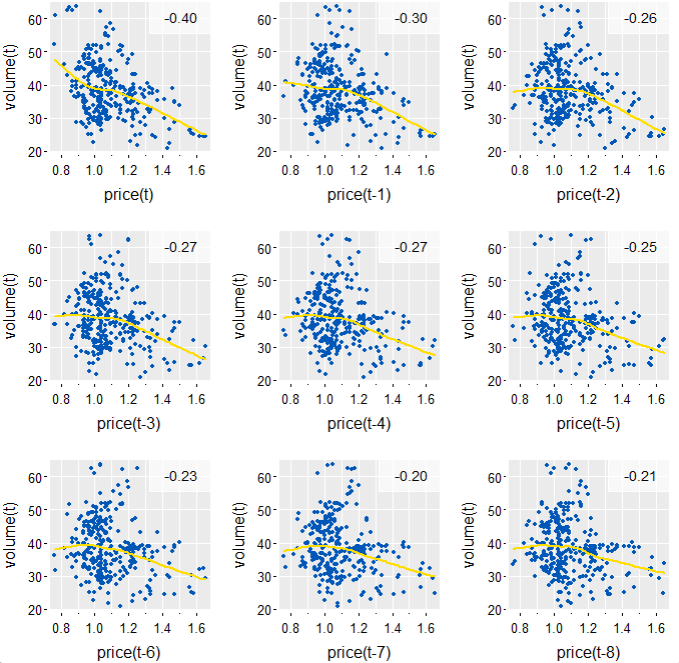 -0.40 -0.30 -0.26
60 60 60
50 50 50
40 40 40
30 30 30
20 20 20
volume(t) volume(t) volume(t)
0.8 1.0 1.2 1.4 1.6 0.8 1.0 1.2 1.4 1.6 0.8 1.0 1.2 1.4 1.6
price(t) price(t-1) price(t-2)
-0.27 -0.27 -0.25
60 60 60
50 50 50
40 40 40
30 30 30
20 20 20
volume(t) volume(t) volume(t)
0.8 1.0 1.2 1.4 1.6 0.8 1.0 1.2 1.4 1.6 0.8 1.0 1.2 1.4 1.6
price(t-3) price(t-4) price(t-5)
-0.23 -0.20 -0.21
60 60 60
50 50 50
40 40 40
30 30 30
20 20 20
volume(t) volume(t) volume(t)
0.8 1.0 1.2 1.4 1.6 0.8 1.0 1.2 1.4 1.6 0.8 1.0 1.2 1.4 1.6
price(t-6) price(t-7) price(t-8)